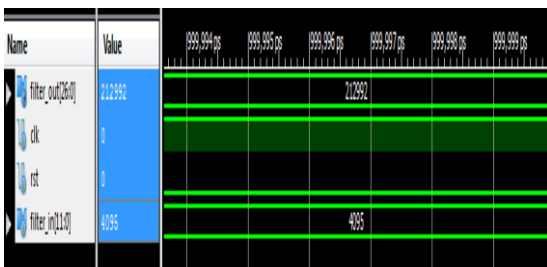 Name Value 999,994 ps 999,995 ps 999,996 ps 999,997 ps 999,998 ps 999,999 ps
filter_out[26:0] 212992 212992
clk 0
rst 0
filter_in[11:0] 4095 4095